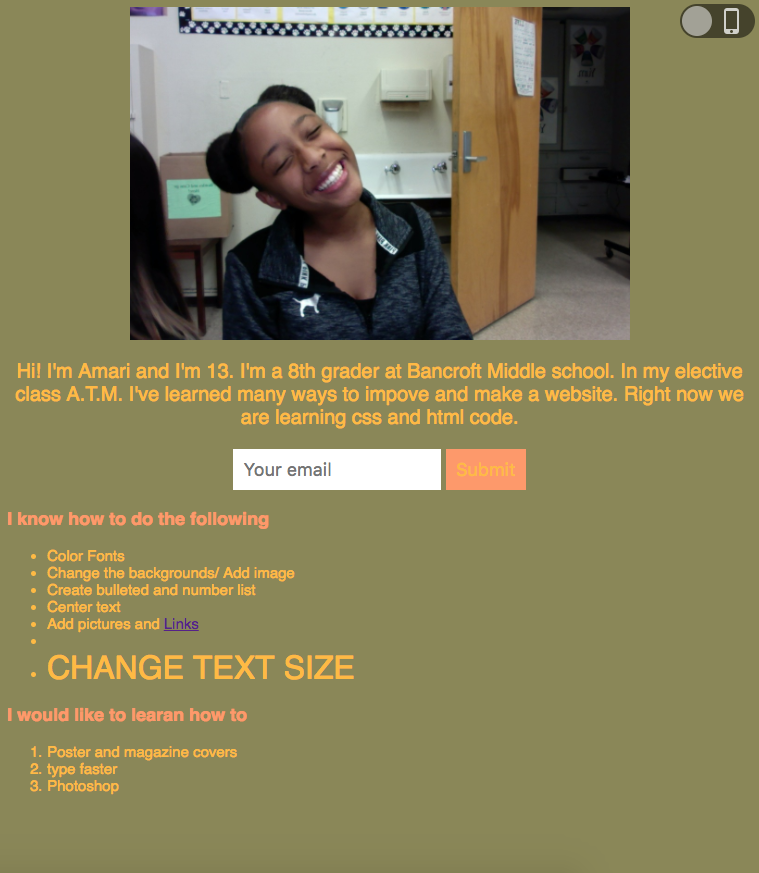 Hi! I'm Amari and I'm 13. I'm a 8th grader at Bancroft Middle school. In my elective
class A.T.M. I've learned many ways to impove and make a website. Right now we
are learning css and html code.
Your email
Submit
I know how to do the following
Color Fonts
Change the backgrounds/ Add image
Create bulleted and number list
Center text
Add pictures and Links
CHANGE TEXT SIZE
I would like to learan how to
1. Poster and magazine covers
2. type faster
3. Photoshop